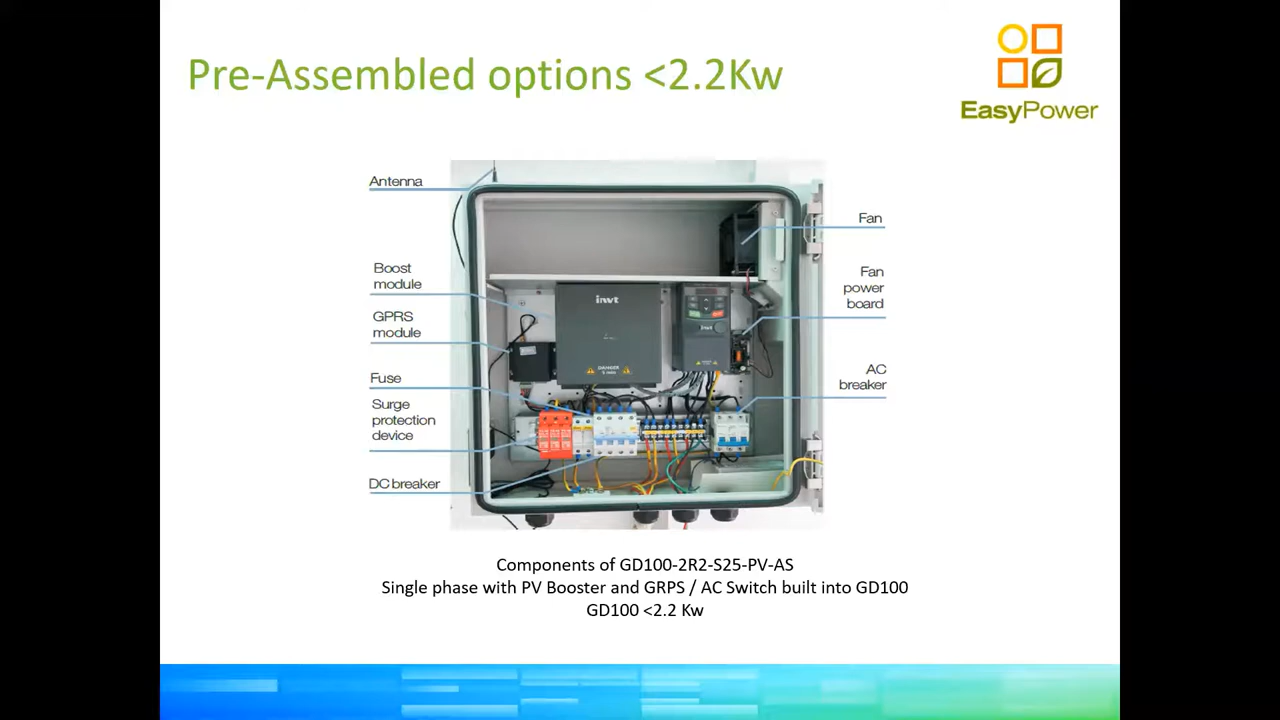 Pre-Assembled options <2.2Kw
EasyPower
Antenna
Boost
module
GPRS
module
Fuse
Surge
protection
device
DC breaker
Fan
Fan
power
board
AC
breaker
invt
DANGER
invt
Components of GD100-2R2-S25-PV-AS
Single phase with PV Booster and GRPS / AC Switch built into GD100
GD100 <2.2 Kw